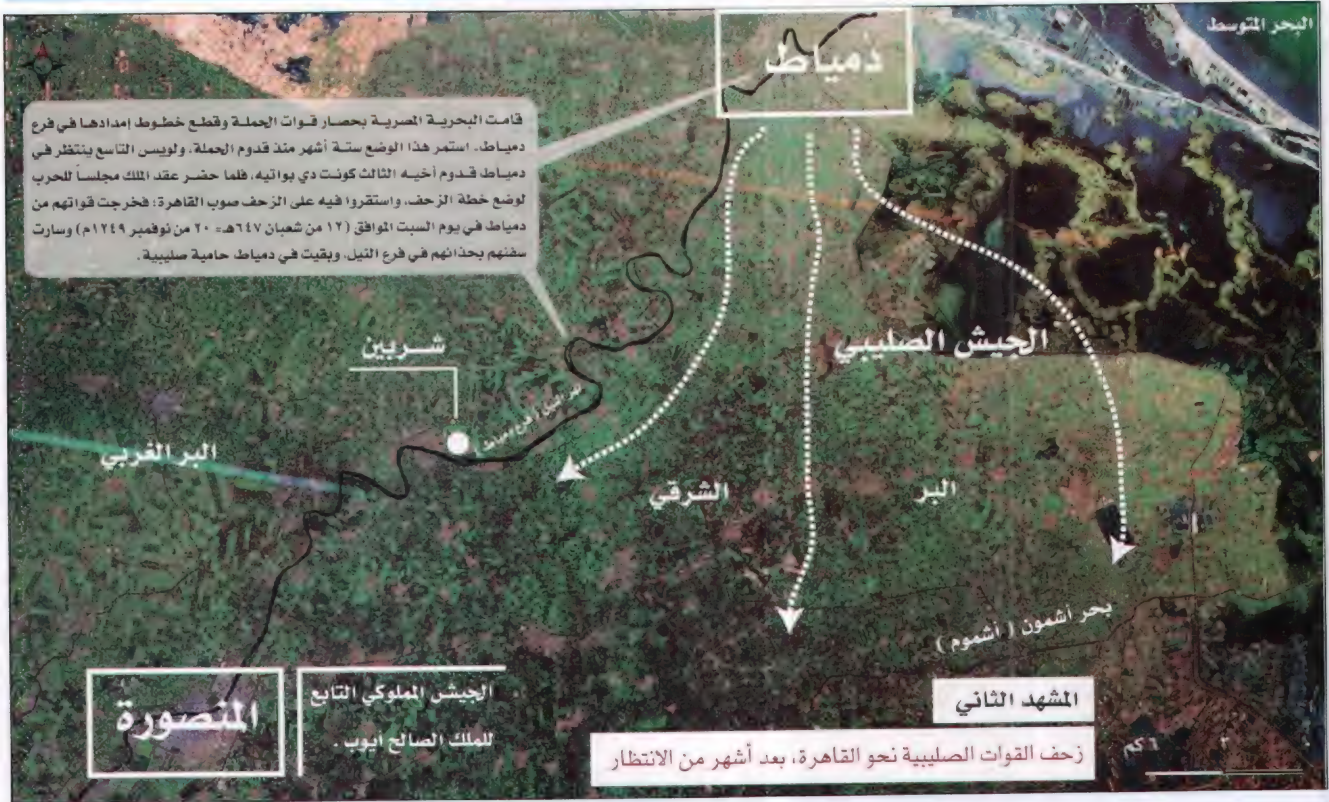 البحر المتوسط
دمياط
قامت البحرية المصرية بحصار قوات الحملة وقطع خطوط إمدادها في فرع
دمياط. استمر هذا الوضع ستة أشهر منذ قدوم الحملة، ولويس التاسع ينتظر في
دمياط قدوم أخيه الثالث كونت دي بواتيه، فلما حضر عقد الملك مجلساً للحرب
لوضع خطة الزحف، واستقروا فيه على الزحف صوب القاهرة؛ فخرجت قواتهم من
دمياط في يوم السبت الموافق (١٢ من شعبان ٦٤٧هـ= ٢٠ من نوفمبر ١٢٤٩م) وسارت
سفنهم بحذائهم في فرع النيل، وبقيت في دمياط حامية صليبية.
الجيش الصليبي
شربين
نهر النيل (فرع دمياط)
البر الغربي
البر
الشرقي
بحر أشمون ( أشموم )
المنصورة
الجيش المملوكي التابع
للملك الصالح أيوب .
المشهد الثاني
زحف القوات الصليبية نحو القاهرة، بعد أشهر من الانتظار
٣
٦ كم